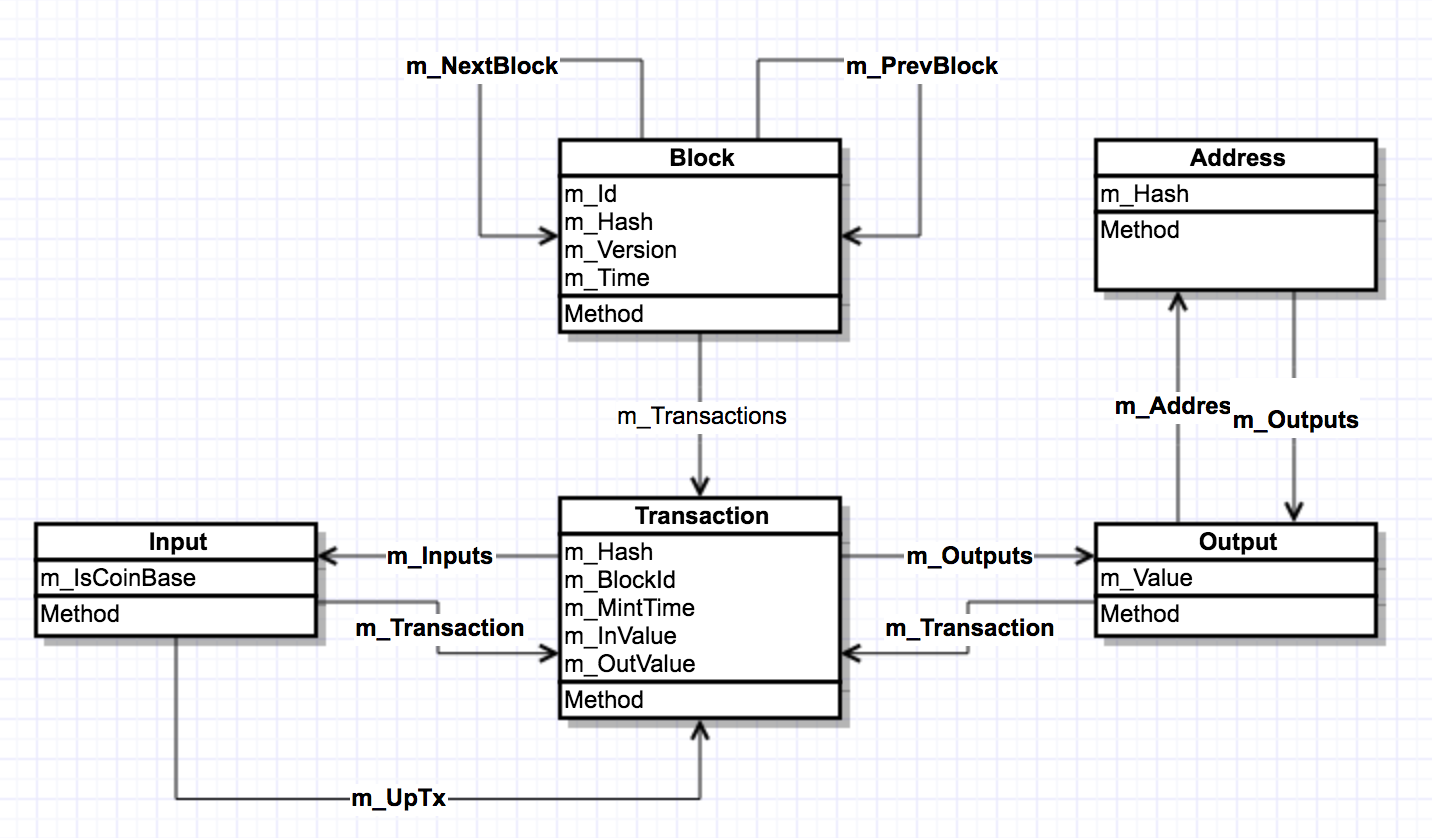 m_NextBlock
m_PrevBlock
Block
m_Id
m_Hash
m_Version
m_Time
Method
Address
m_Hash
Method
m_Transactions
m_Addres
m_Outputs
Input
m_IsCoinBase
Method
m_Inputs
m_Transaction
Transaction
m_Hash
m_BlockId
m_MintTime
m_InValue
m_OutValue
Method
m_Outputs
m_Transaction
Output
m_Value
Method
m_UpTx